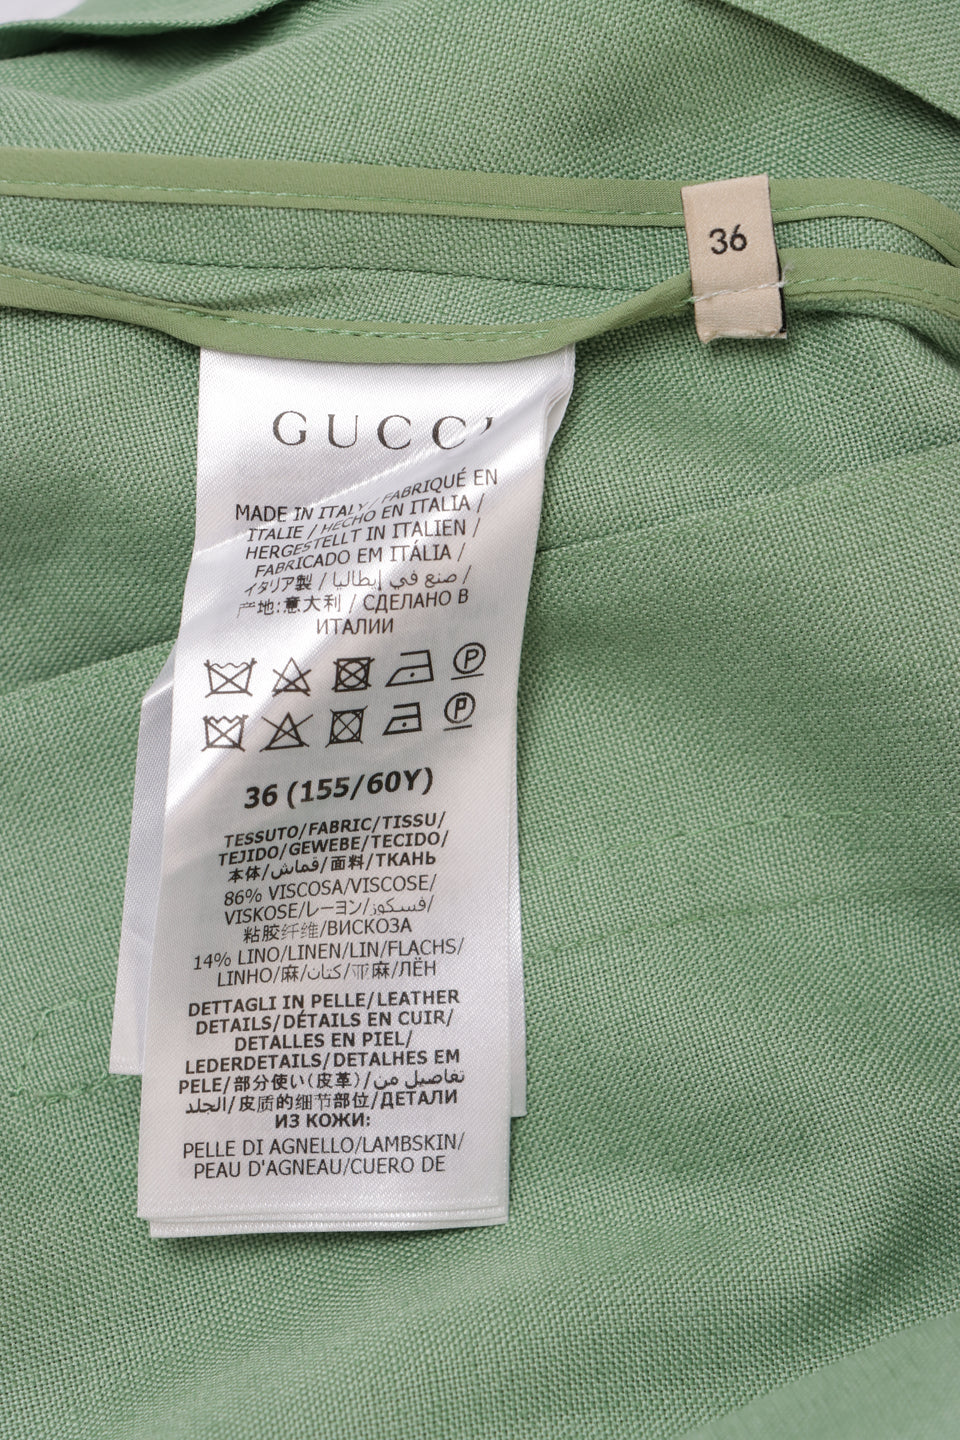 36
GUCCI
MADE IN ITALY / FABRIQUÉ EN
ITALIE / HECHO EN ITALIA /
HERGESTELLT IN ITALIEN /
FABRICADO EM ITÁLIA /
イタリア製 / صنع في إيطاليا /
产地:意大利 / СДЕЛАНО В
ИТАЛИИ
P
P
36 (155/60Y)
TESSUTO/FABRIC/TISSU/
TEJIDO/GEWEBE/TECIDO/
本体/قماش/面料/ТКАНЬ
86% VISCOSA/VISCOSE/
VISKOSE/レーヨン/فسكوز/
粘胶纤维/ВИСКОЗА
14% LINO/LINEN/LIN/FLACHS/
LINHO/麻/كتان/亚麻/ЛЁН
DETTAGLI IN PELLE/LEATHER
DETAILS/DÉTAILS EN CUIR/
DETALLES EN PIEL/
LEDERDETAILS/DETALHES EM
PELE/部分使い(皮革)/تفاصيل من
الجلد/皮质的细节部位/ДЕТАЛИ
ИЗ КОЖИ:
PELLE DI AGNELLO/LAMBSKIN/
PEAU D'AGNEAU/CUERO DE